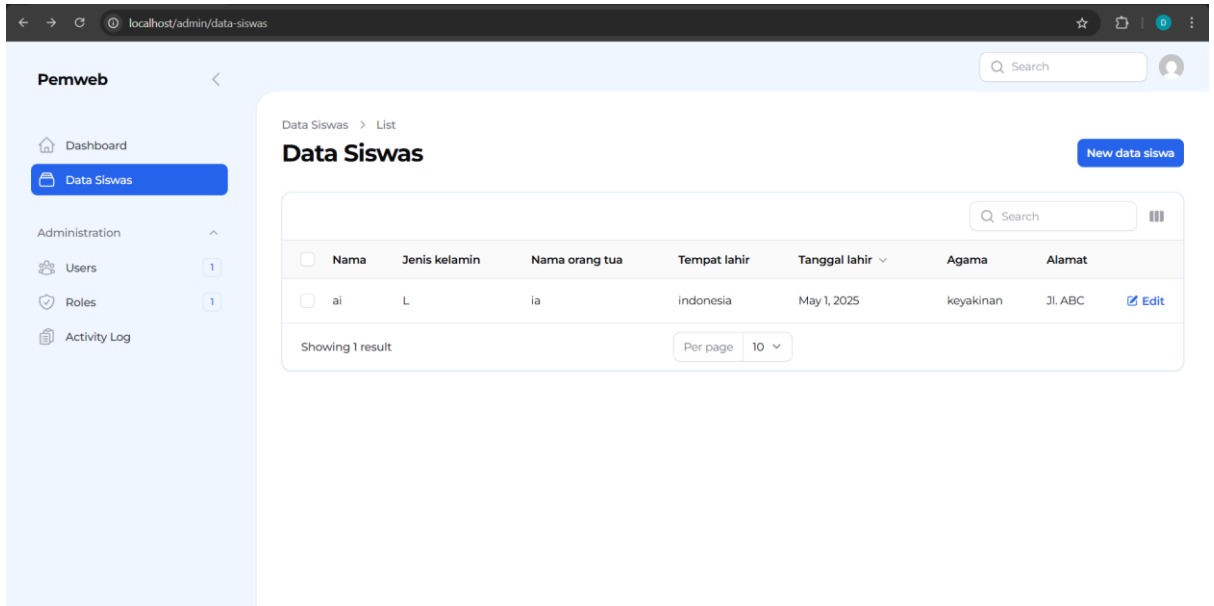 localhost/admin/data-siswas
D
Pemweb
Search
Dashboard
Data Siswas
Administration
Users 1
Roles 1
Activity Log
Data Siswas > List
Data Siswas
New data siswa
Search
Nama Jenis kelamin Nama orang tua Tempat lahir Tanggal lahir Agama Alamat
ai L ia indonesia May 1, 2025 keyakinan Jl. ABC Edit
Showing 1 result
Per page 10